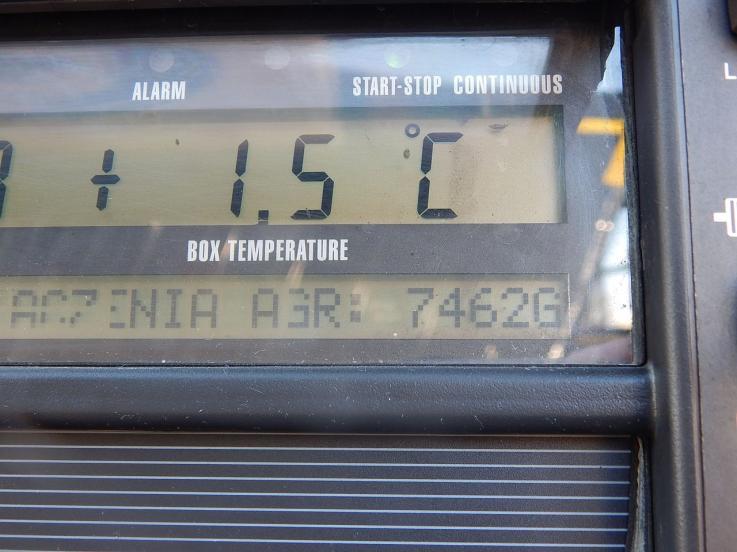 ALARM START-STOP CONTINUOUS
+ 1.5 °C
BOX TEMPERATURE
AGR: 7462G